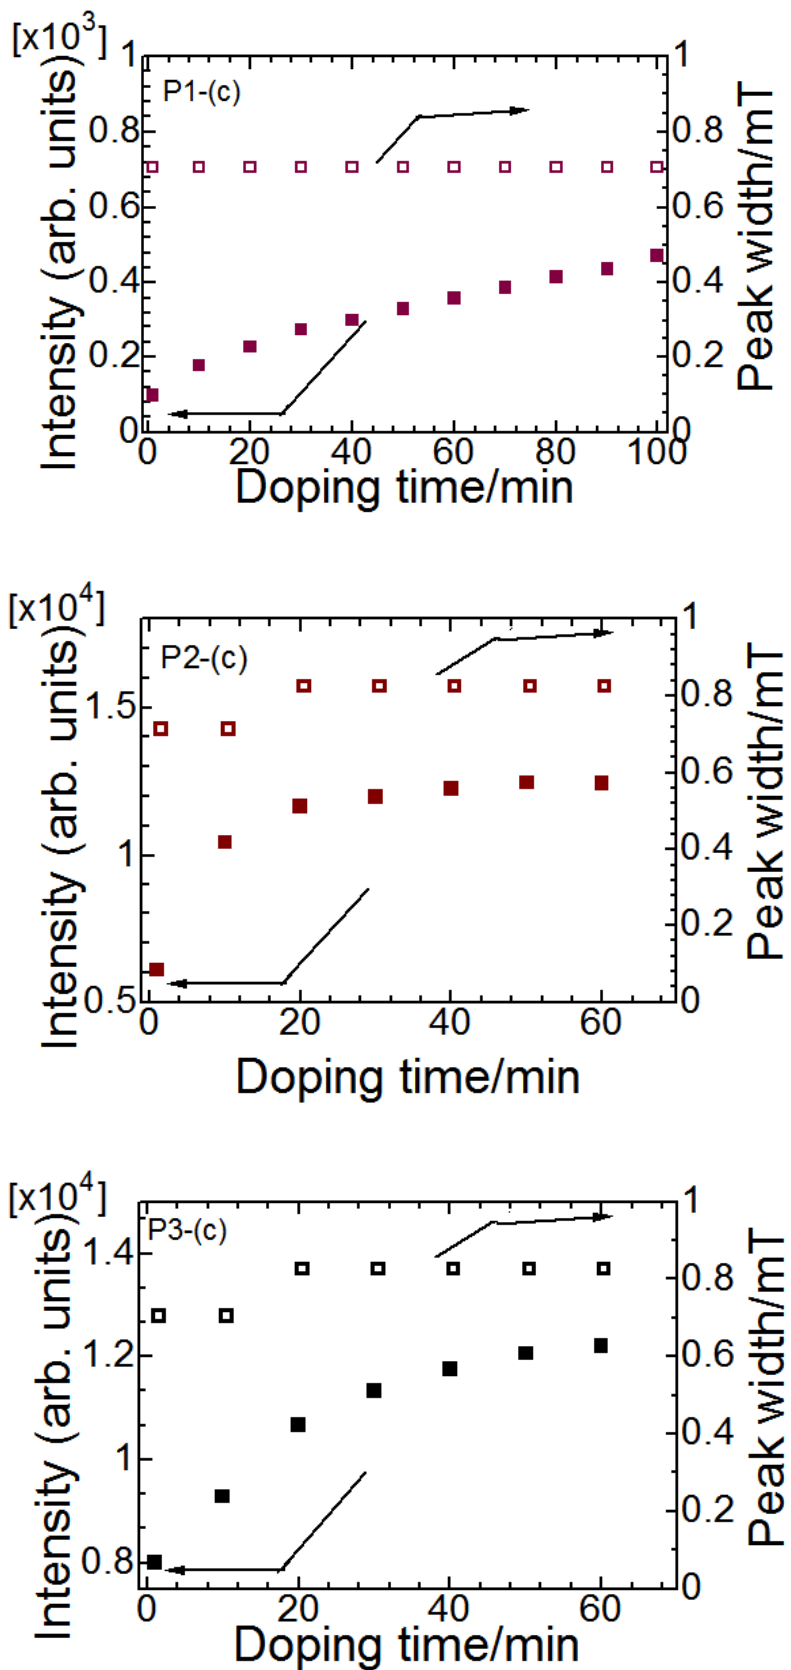 [x10³]
P1-(c)
Intensity (arb. units)
Peak width/mT
1
0.8
0.6
0.4
0.2
0
1
0.8
0.6
0.4
0.2
0
0 20 40 60 80 100
Doping time/min
[x10⁴]
P2-(c)
Intensity (arb. units)
Peak width/mT
1.5
1
0.5
1
0.8
0.6
0.4
0.2
0
0 20 40 60
Doping time/min
[x10⁴]
P3-(c)
Intensity (arb. units)
Peak width/mT
1.4
1.2
1
0.8
1
0.8
0.6
0.4
0.2
0
0 20 40 60
Doping time/min